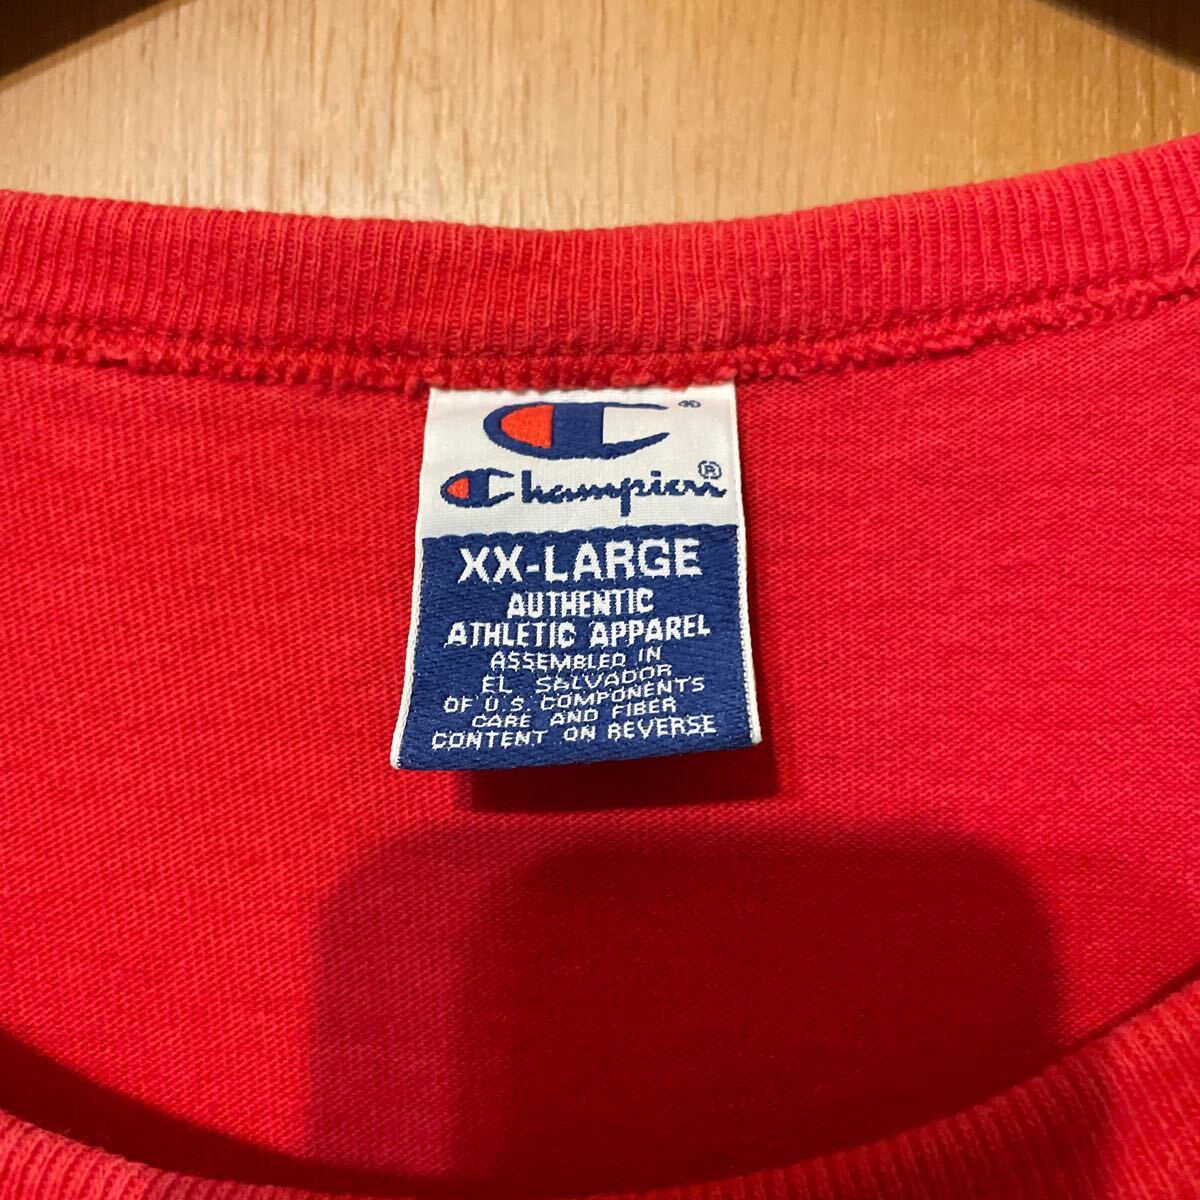 C ®
Champion ®
XX-LARGE
AUTHENTIC
ATHLETIC APPAREL
ASSEMBLED IN
EL SALVADOR
OF U.S. COMPONENTS
CARE AND FIBER
CONTENT ON REVERSE